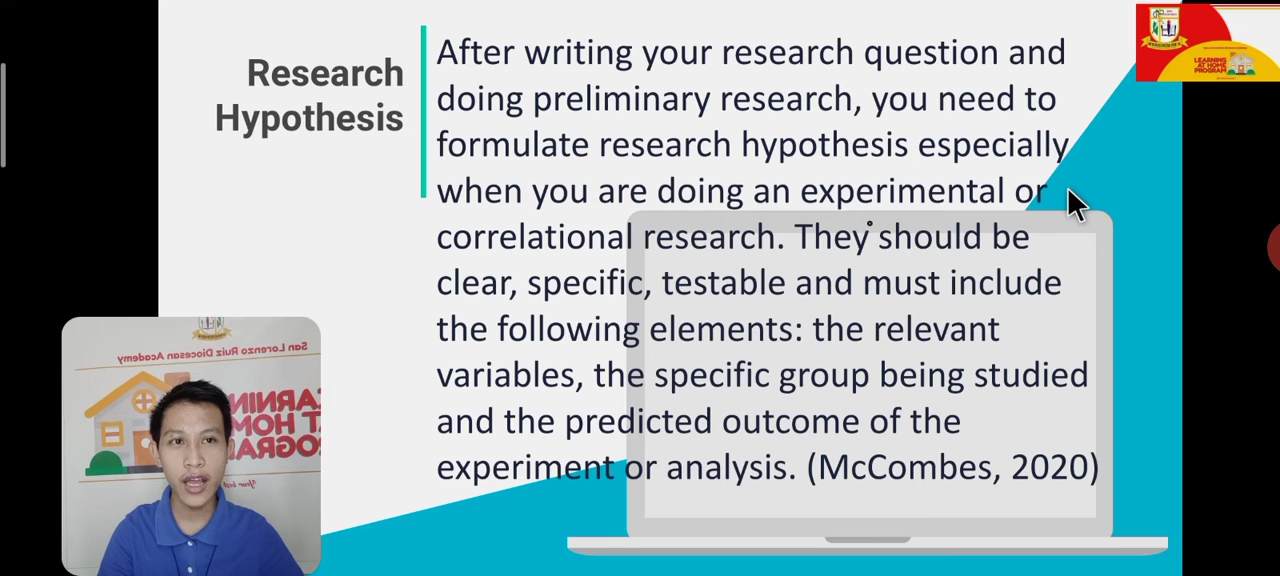 Research
Hypothesis
After writing your research question and
doing preliminary research, you need to
formulate research hypothesis especially
when you are doing an experimental or
correlational research. They should be
clear, specific, testable and must include
the following elements: the relevant
variables, the specific group being studied
and the predicted outcome of the
experiment or analysis. (McCombes, 2020)
LEARNING
AT HOME
PROGRAM
San Lorenzo Ruiz Diocesan Academy